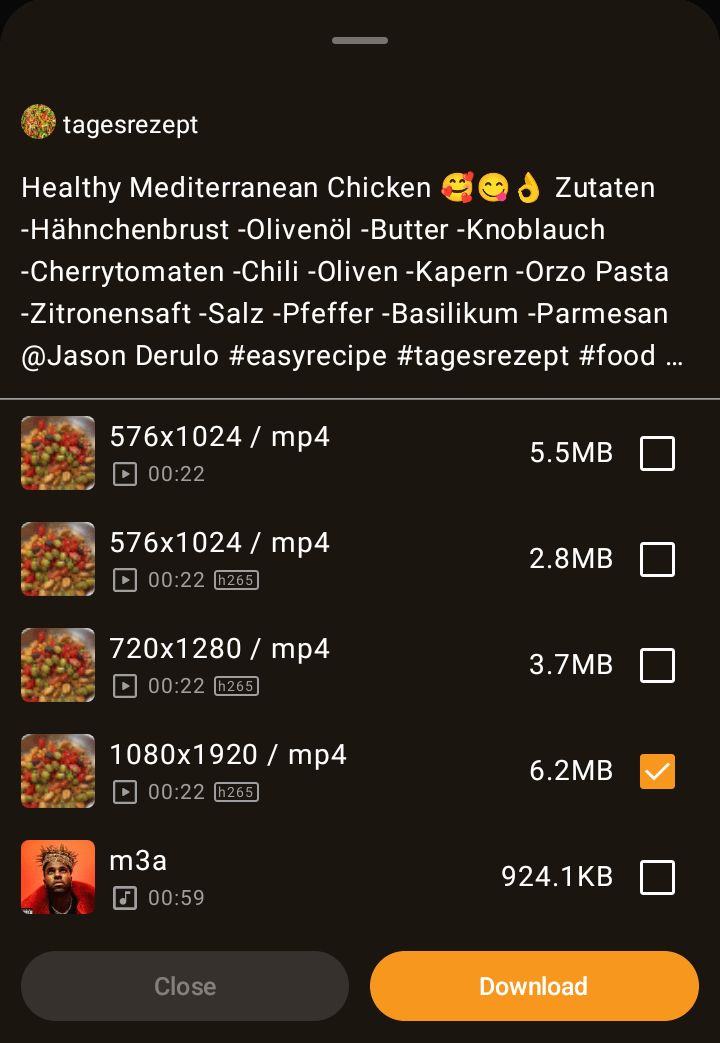 tagesrezept
Healthy Mediterranean Chicken 🥰😋👌 Zutaten
-Hähnchenbrust -Olivenöl -Butter -Knoblauch
-Cherrytomaten -Chili -Oliven -Kapern -Orzo Pasta
-Zitronensaft -Salz -Pfeffer -Basilikum -Parmesan
@Jason Derulo #easyrecipe #tagesrezept #food ...
576x1024 / mp4
5.5MB
00:22
576x1024 / mp4
2.8MB
00:22 h265
720x1280 / mp4
3.7MB
00:22 h265
1080x1920 / mp4
6.2MB
00:22 h265
m3a
924.1KB
00:59
Close
Download